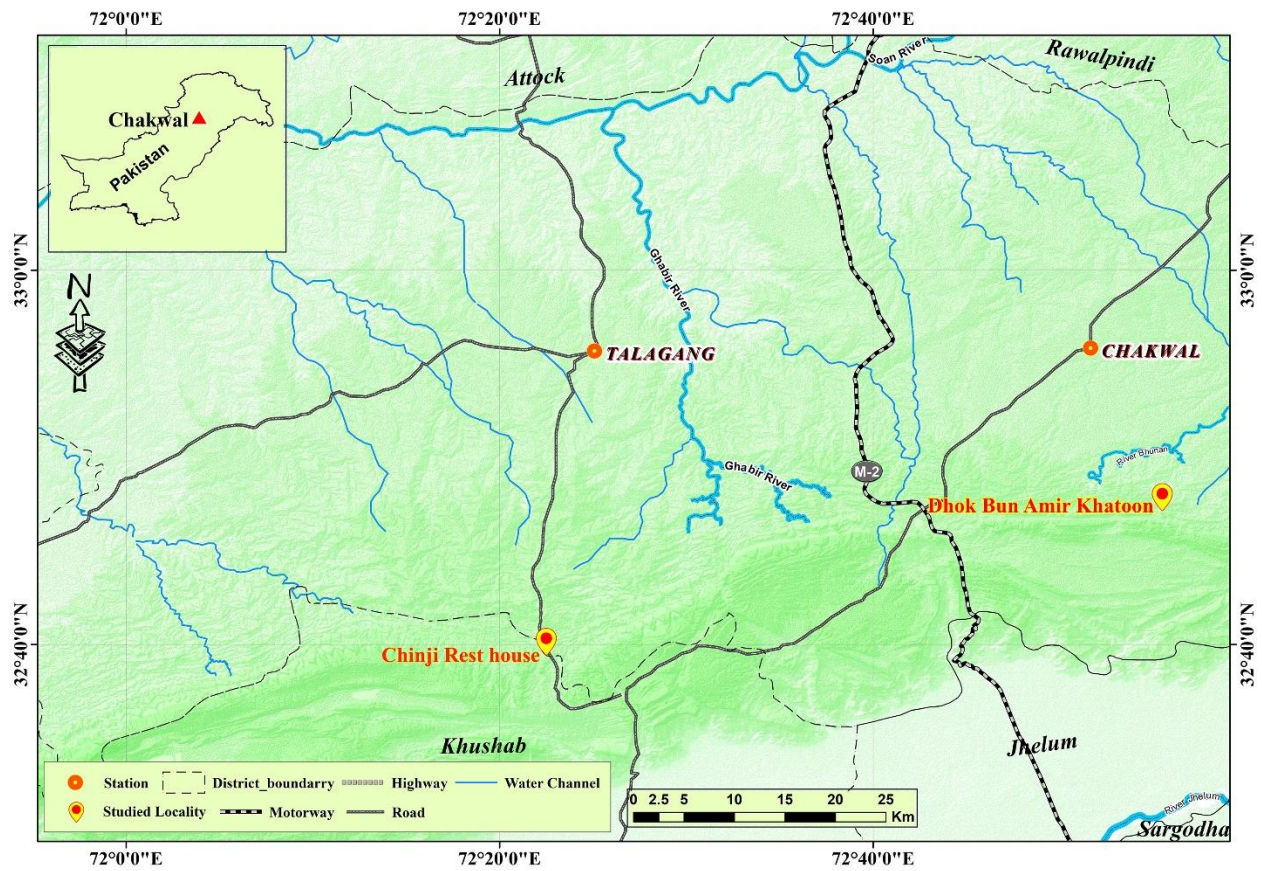 72°0'0"E 72°20'0"E 72°40'0"E
Rawalpindi
Soan River
Attock
Chakwal
Pakistan
N
33°0'0"N
33°0'0"N
Ghabir River
TALAGANG
CHAKWAL
River Bhunan
Ghabir River
M-2
Dhok Bun Amir Khatoon
32°40'0"N
32°40'0"N
Chinji Rest house
Khushab
Jhelum
Station District_boundarry Highway Water Channel
Studied Locality Motorway Road
0 2.5 5 10 15 20 25
Km
River Jhelum
Sargodha
72°0'0"E 72°20'0"E 72°40'0"E